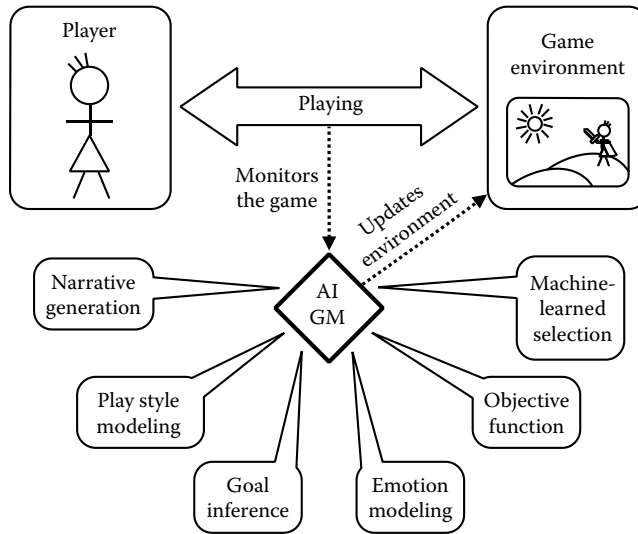 Player
Game
environment
Playing
Monitors
the game
Updates
environment
Narrative
generation
AI
GM
Machine-
learned
selection
Play style
modeling
Objective
function
Goal
inference
Emotion
modeling